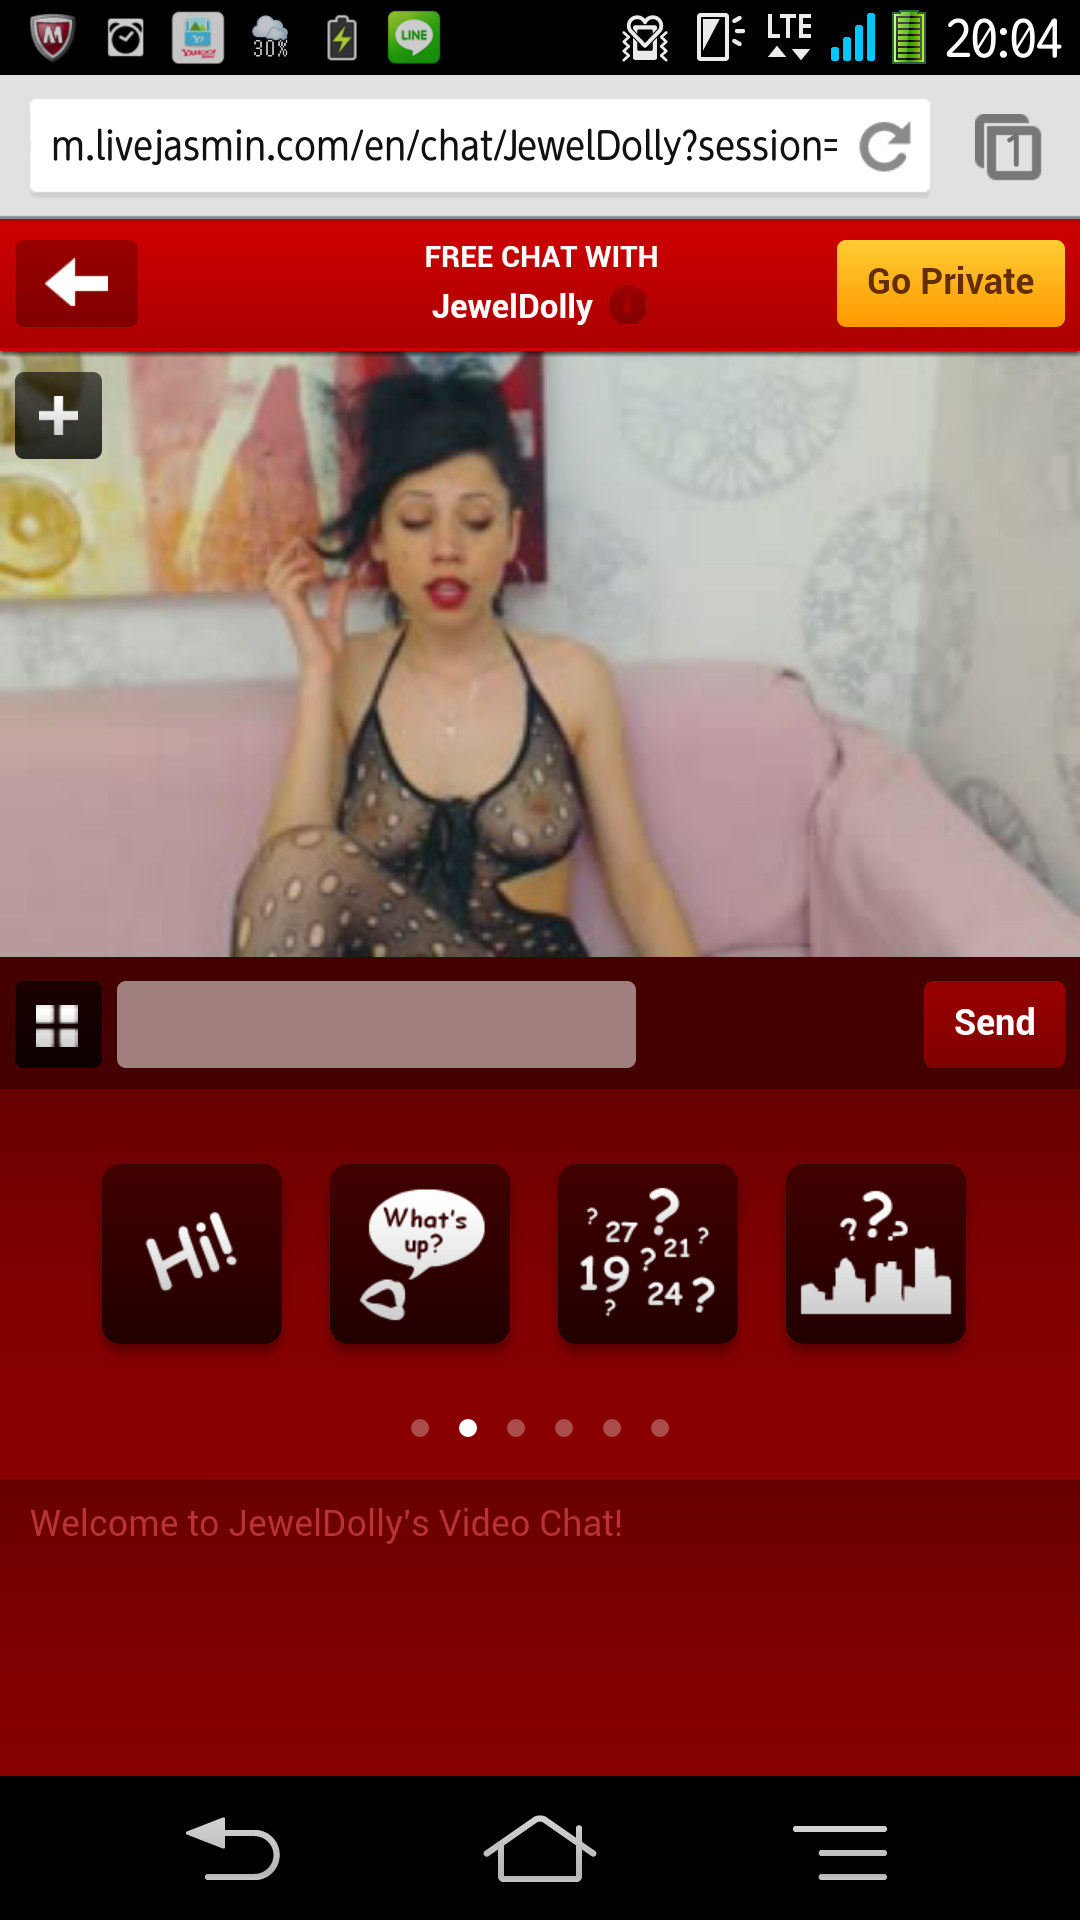 30%
YAHOO!
LINE
LTE
20:04
m.livejasmin.com/en/chat/JewelDolly?session=
1
FREE CHAT WITH
JewelDolly
Go Private
Send
Hi!
What's
up?
? 27 ? ?
19 ? 21
24 ?
?
? ? ?
Welcome to JewelDolly's Video Chat!